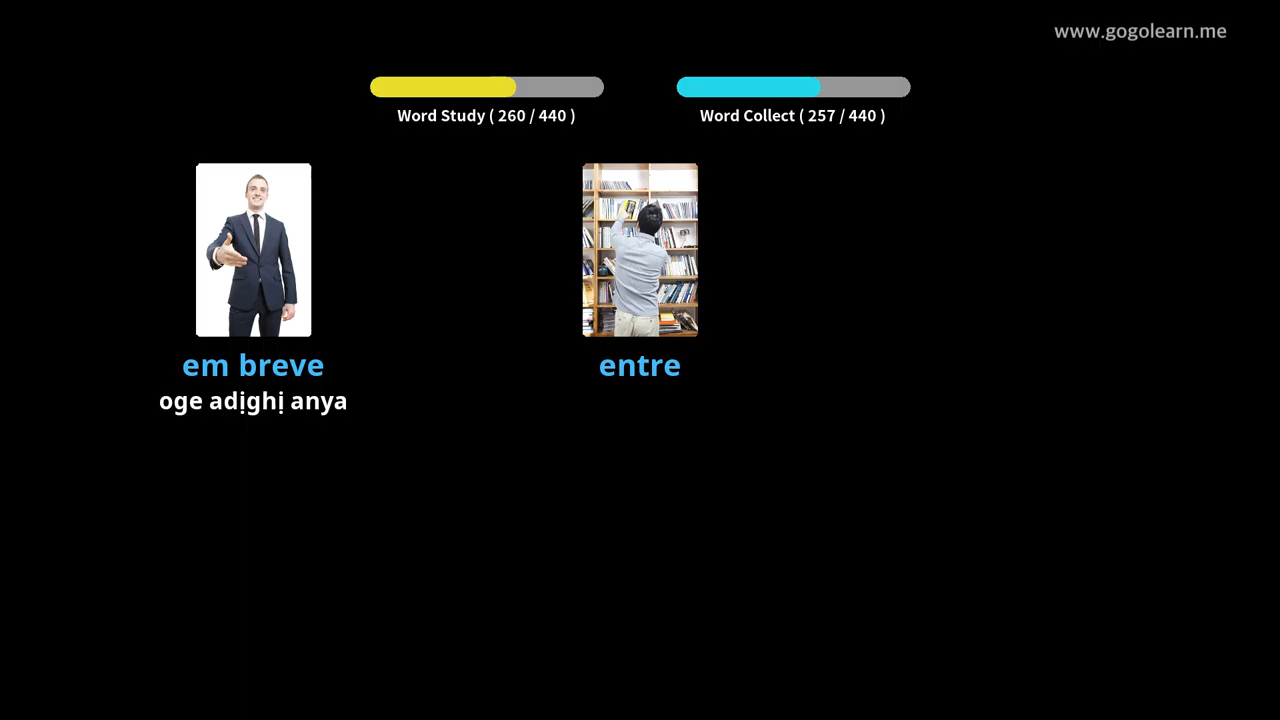 www.gogolearn.me
Word Study ( 260 / 440 )
Word Collect ( 257 / 440 )
em breve
oge adịghị anya
entre